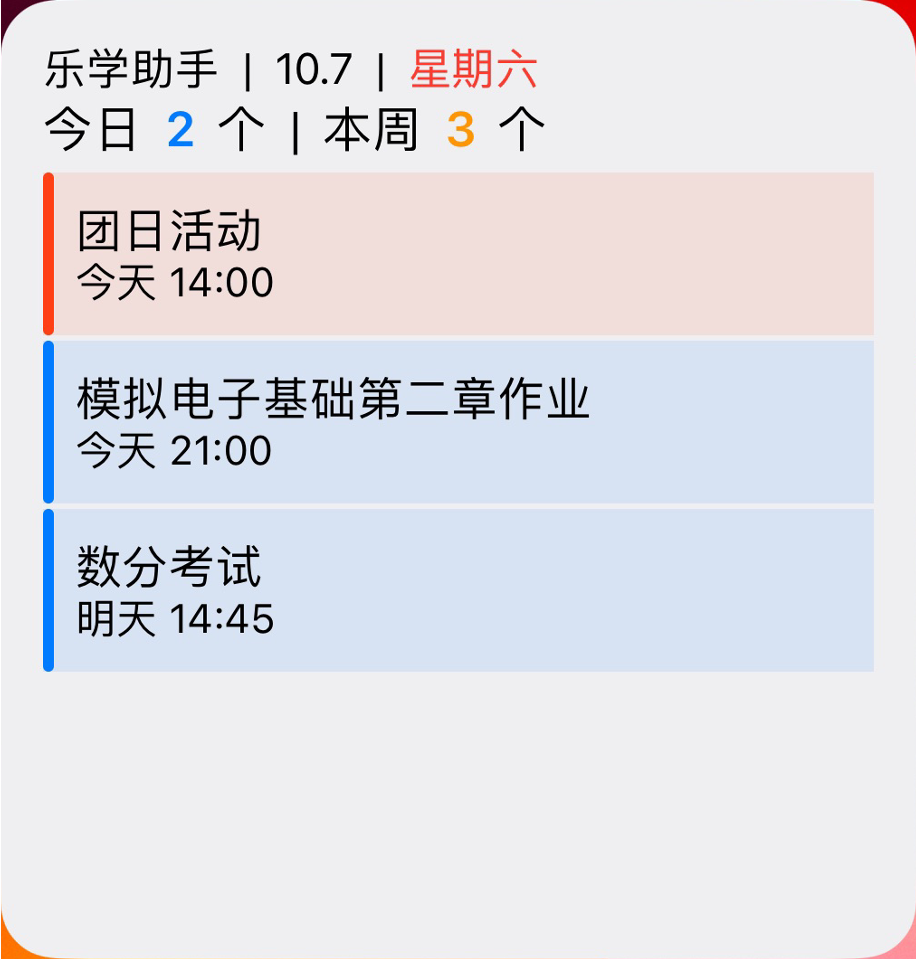 乐学助手 | 10.7 | 星期六
今日 2 个 | 本周 3 个
团日活动
今天 14:00
模拟电子基础第二章作业
今天 21:00
数分考试
明天 14:45